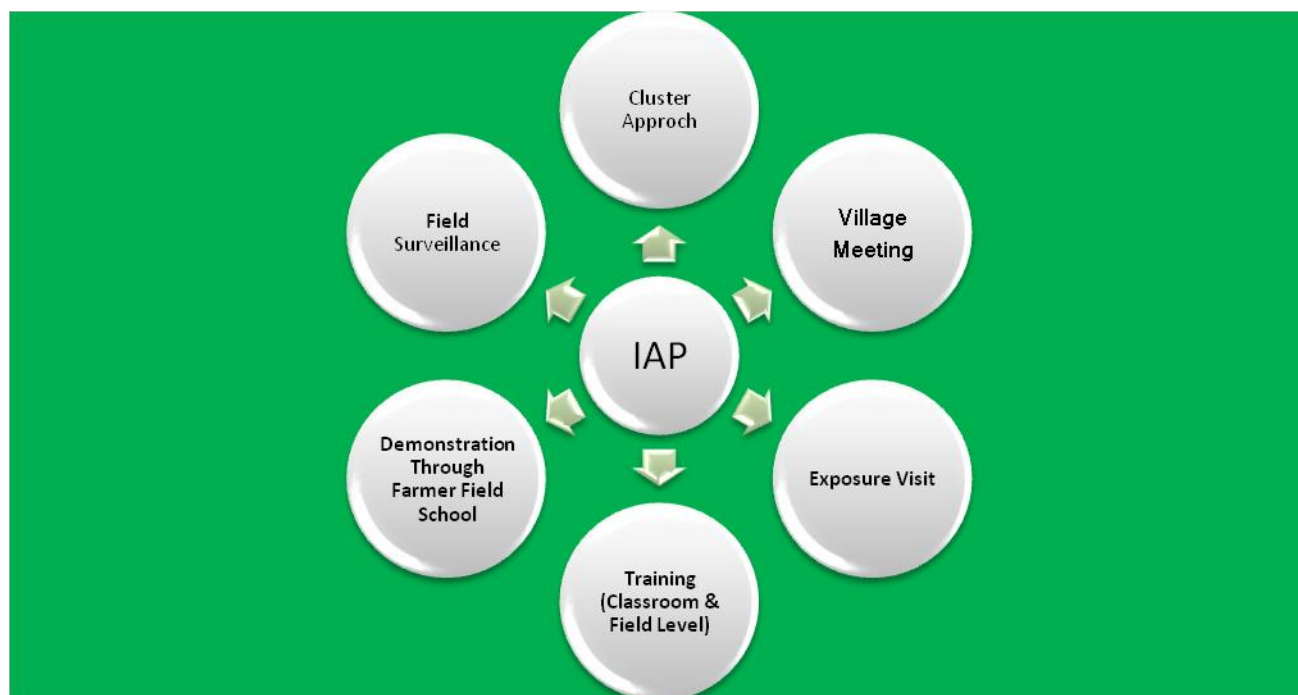 Cluster
Approch
Village
Meeting
Field
Surveillance
IAP
Demonstration
Through
Farmer Field
School
Exposure Visit
Training
(Classroom &
Field Level)